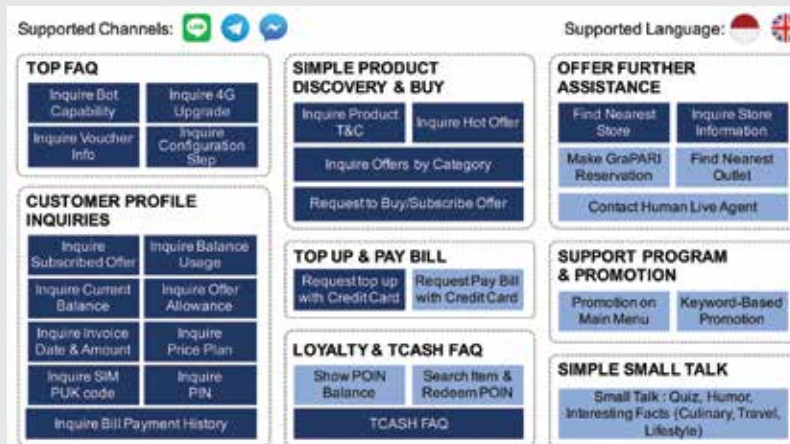 Supported Channels:
LINE
Supported Language:
TOP FAQ
Inquire Bot
Capability
Inquire 4G
Upgrade
Inquire Voucher
Info
Inquire
Configuration
Step
CUSTOMER PROFILE
INQUIRIES
Inquire
Subscribed Offer
Inquire Balance
Usage
Inquire Current
Balance
Inquire Offer
Allowance
Inquire Invoice
Date & Amount
Inquire
Price Plan
Inquire SIM
PUK code
Inquire
PIN
Inquire Bill Payment History
SIMPLE PRODUCT
DISCOVERY & BUY
Inquire Product
T&C
Inquire Hot Offer
Inquire Offers by Category
Request to Buy/Subscribe Offer
TOP UP & PAY BILL
Request top up
with Credit Card
Request Pay Bill
with Credit Card
LOYALTY & TCASH FAQ
Show POIN
Balance
Search Item &
Redeem POIN
TCASH FAQ
OFFER FURTHER
ASSISTANCE
Find Nearest
Store
Inquire Store
Information
Make GraPARI
Reservation
Find Nearest
Outlet
Contact Human Live Agent
SUPPORT PROGRAM
& PROMOTION
Promotion on
Main Menu
Keyword-Based
Promotion
SIMPLE SMALL TALK
Small Talk : Quiz, Humor,
Interesting Facts (Culinary, Travel,
Lifestyle)